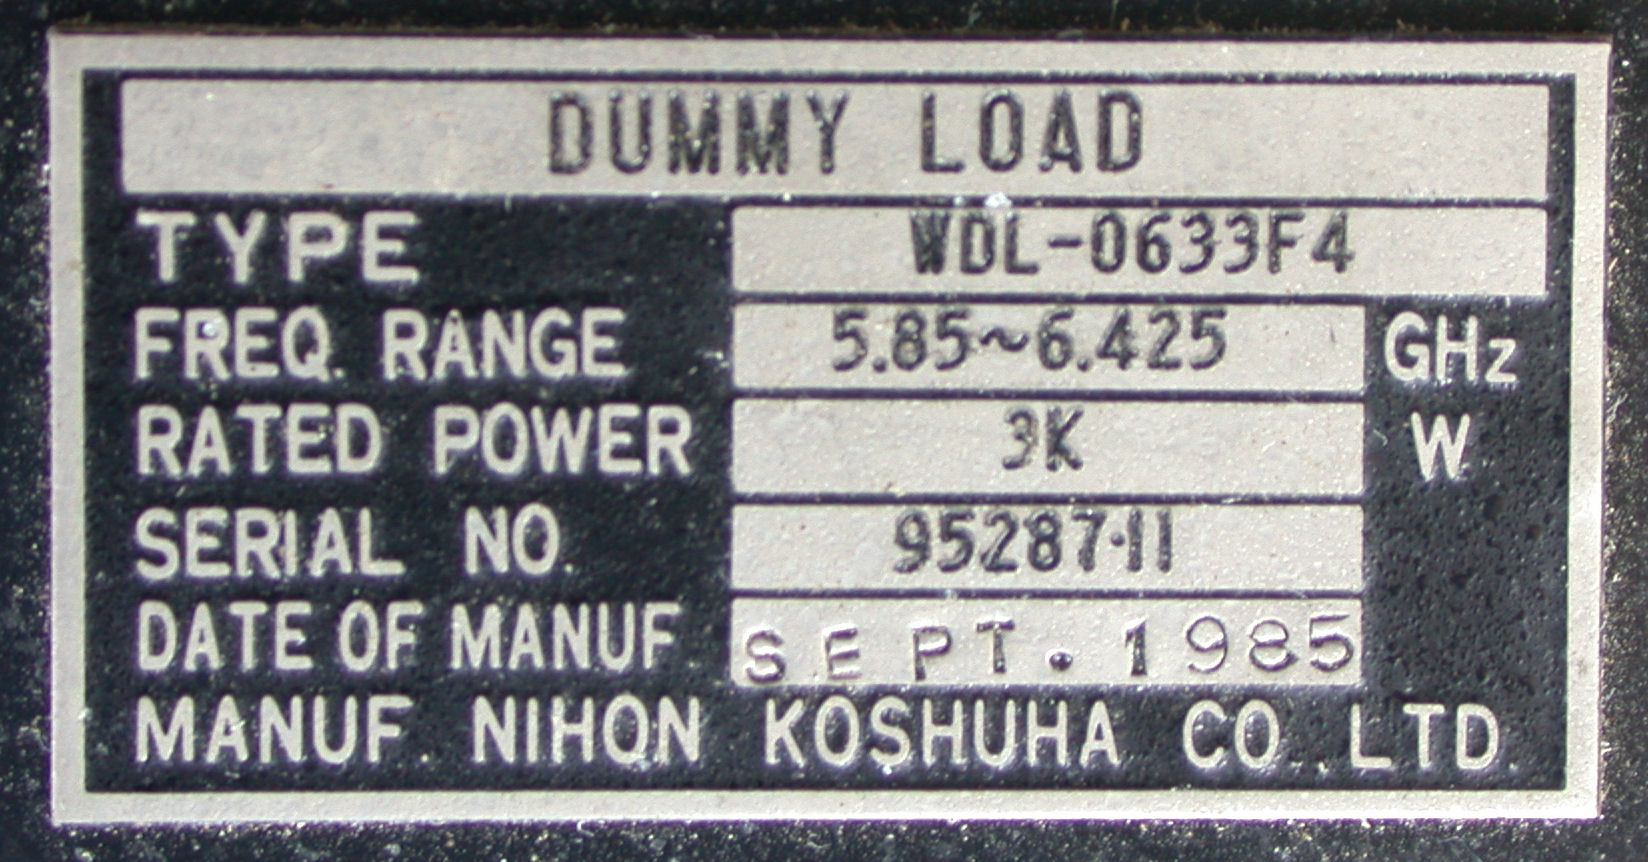 DUMMY LOAD
TYPE WDL-0633F4
FREQ. RANGE 5.85~6.425 GHz
RATED POWER 3K W
SERIAL NO. 95287-11
DATE OF MANUF. SEPT. 1985
MANUF. NIHON KOSHUHA CO.,LTD.